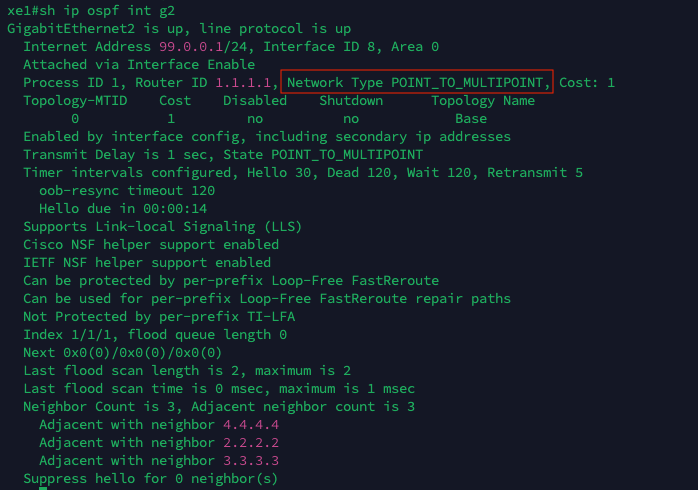 xe1#sh ip ospf int g2
GigabitEthernet2 is up, line protocol is up
Internet Address 99.0.0.1/24, Interface ID 8, Area 0
Attached via Interface Enable
Process ID 1, Router ID 1.1.1.1, Network Type POINT_TO_MULTIPOINT, Cost: 1
Topology-MTID    Cost    Disabled    Shutdown      Topology Name
0           1         no          no            Base
Enabled by interface config, including secondary ip addresses
Transmit Delay is 1 sec, State POINT_TO_MULTIPOINT
Timer intervals configured, Hello 30, Dead 120, Wait 120, Retransmit 5
oob-resync timeout 120
Hello due in 00:00:14
Supports Link-local Signaling (LLS)
Cisco NSF helper support enabled
IETF NSF helper support enabled
Can be protected by per-prefix Loop-Free FastReroute
Can be used for per-prefix Loop-Free FastReroute repair paths
Not Protected by per-prefix TI-LFA
Index 1/1/1, flood queue length 0
Next 0x0(0)/0x0(0)/0x0(0)
Last flood scan length is 2, maximum is 2
Last flood scan time is 0 msec, maximum is 1 msec
Neighbor Count is 3, Adjacent neighbor count is 3
Adjacent with neighbor 4.4.4.4
Adjacent with neighbor 2.2.2.2
Adjacent with neighbor 3.3.3.3
Suppress hello for 0 neighbor(s)